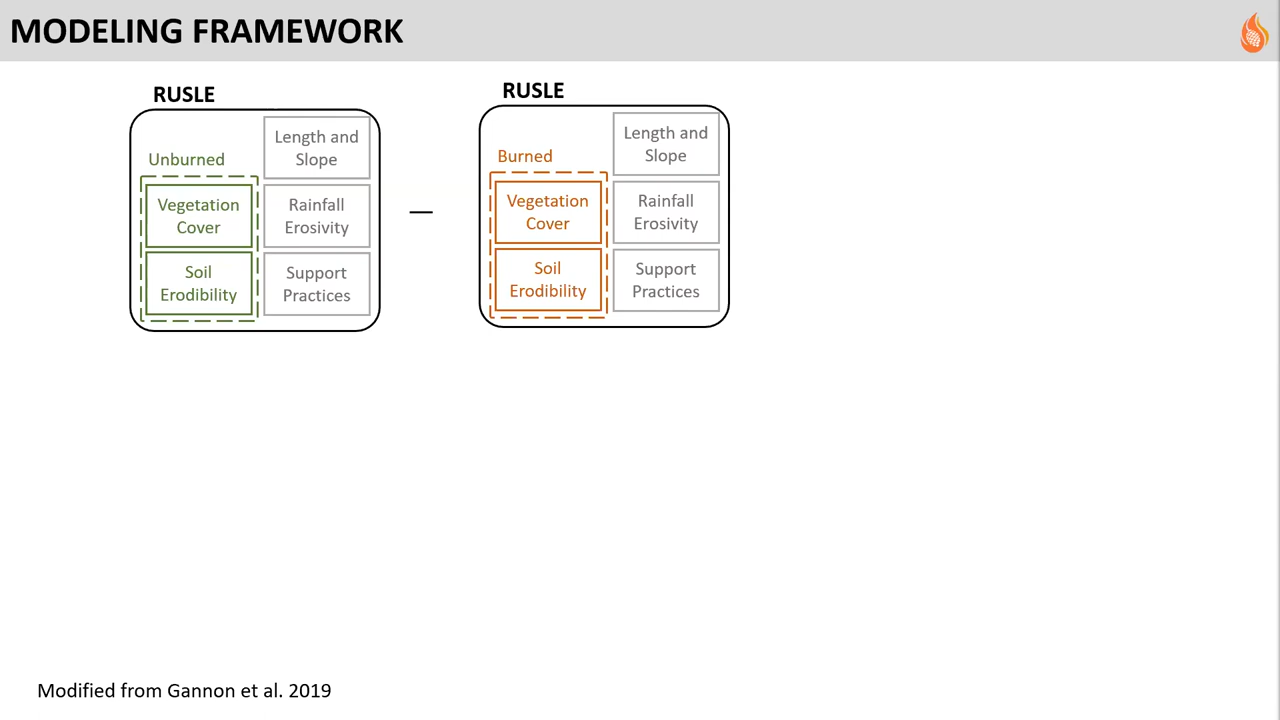 MODELING FRAMEWORK
RUSLE
Unburned
Vegetation
Cover
Soil
Erodibility
Length and
Slope
Rainfall
Erosivity
Support
Practices
—
RUSLE
Burned
Vegetation
Cover
Soil
Erodibility
Length and
Slope
Rainfall
Erosivity
Support
Practices
Modified from Gannon et al. 2019